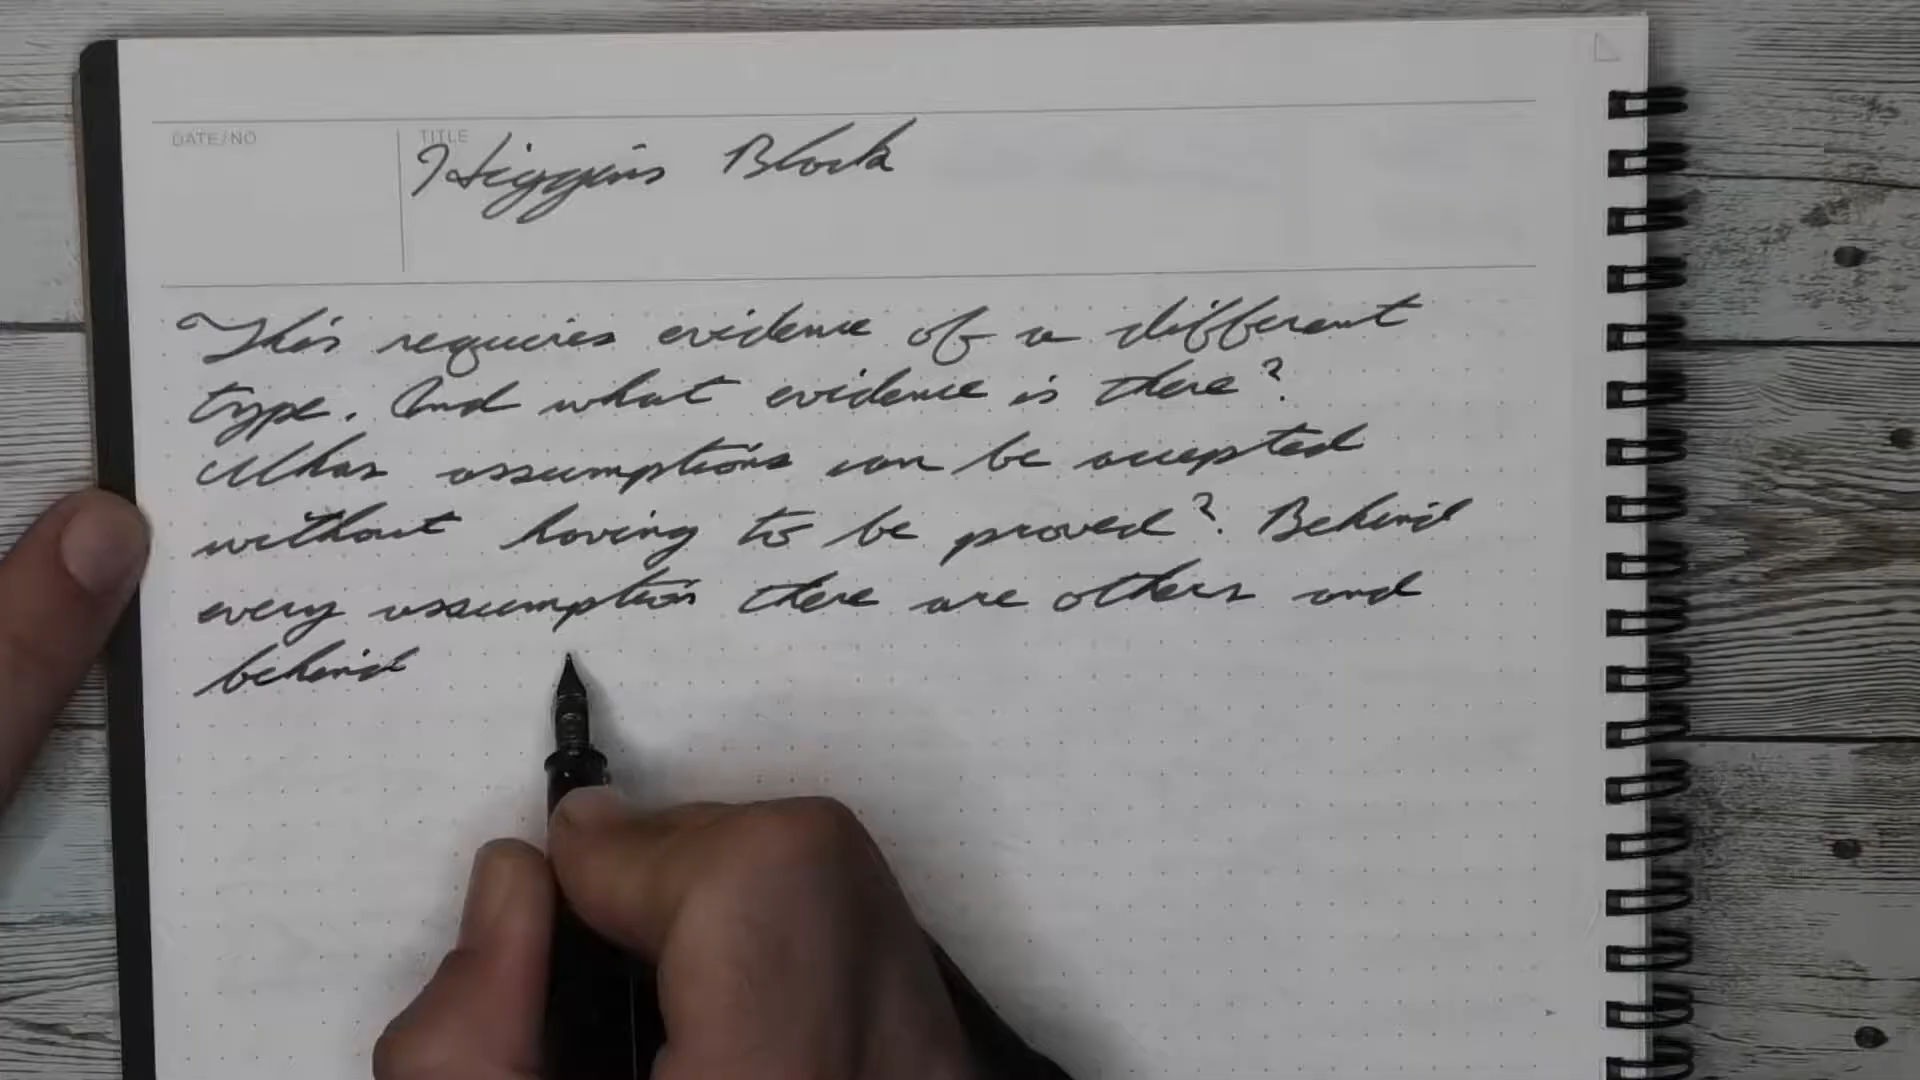 DATE/NO
TITLE
Higgins Block
This requires evidence of a different
type. And what evidence is there?
What assumptions can be accepted
without having to be proved? Behind
every assumption there are others and
behind